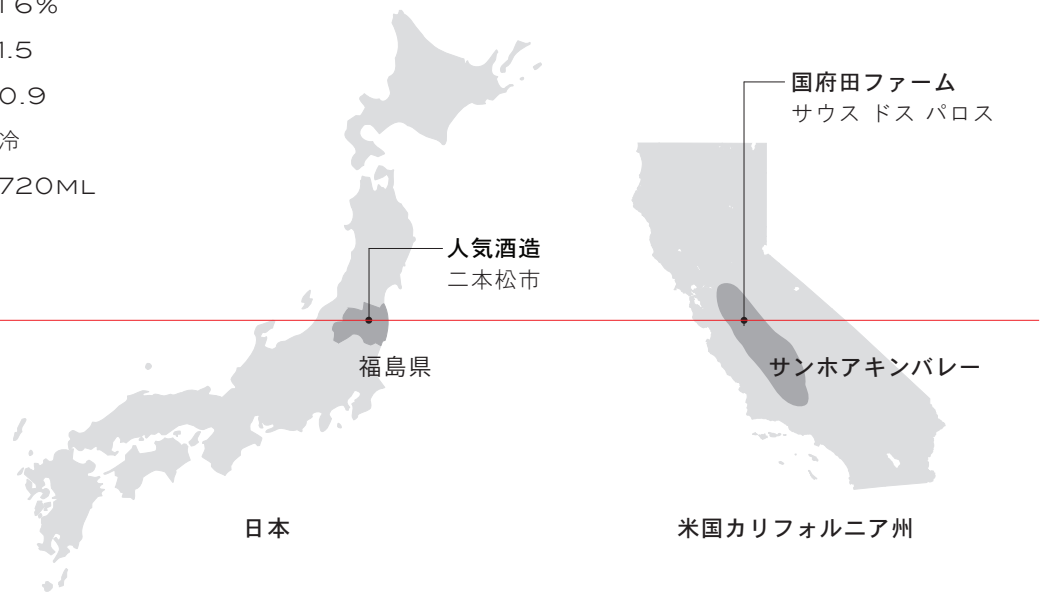 16%
1.5
0.9
冷
720ML
国府田ファーム
サウス ドス パロス
人気酒造
二本松市
福島県
サンホアキンバレー
日本
米国カリフォルニア州